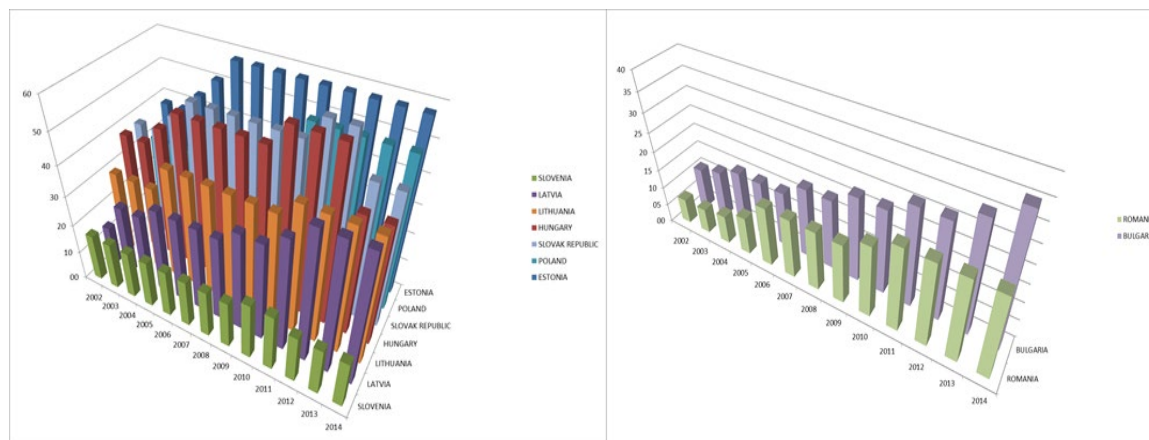 60
50
40
30
20
10
00
2002
2003
2004
2005
2006
2007
2008
2009
2010
2011
2012
2013
2014
ESTONIA
POLAND
SLOVAK REPUBLIC
HUNGARY
LITHUANIA
LATVIA
SLOVENIA
SLOVENIA
LATVIA
LITHUANIA
HUNGARY
SLOVAK REPUBLIC
POLAND
ESTONIA
40
35
30
25
20
15
10
05
00
2002
2003
2004
2005
2006
2007
2008
2009
2010
2011
2012
2013
2014
BULGARIA
ROMANIA
ROMANI
BULGARI